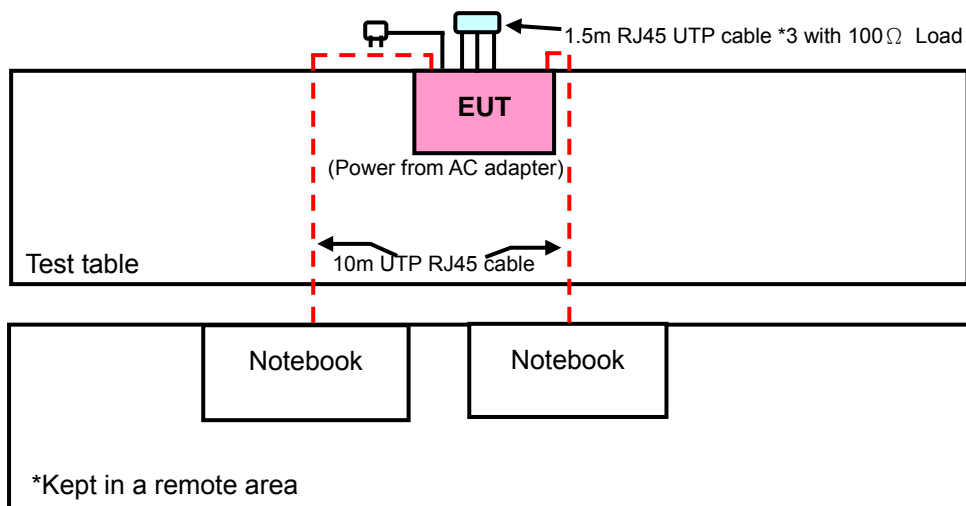 1.5m RJ45 UTP cable *3 with 100Ω Load
EUT
(Power from AC adapter)
10m UTP RJ45 cable
Test table
Notebook
Notebook
*Kept in a remote area